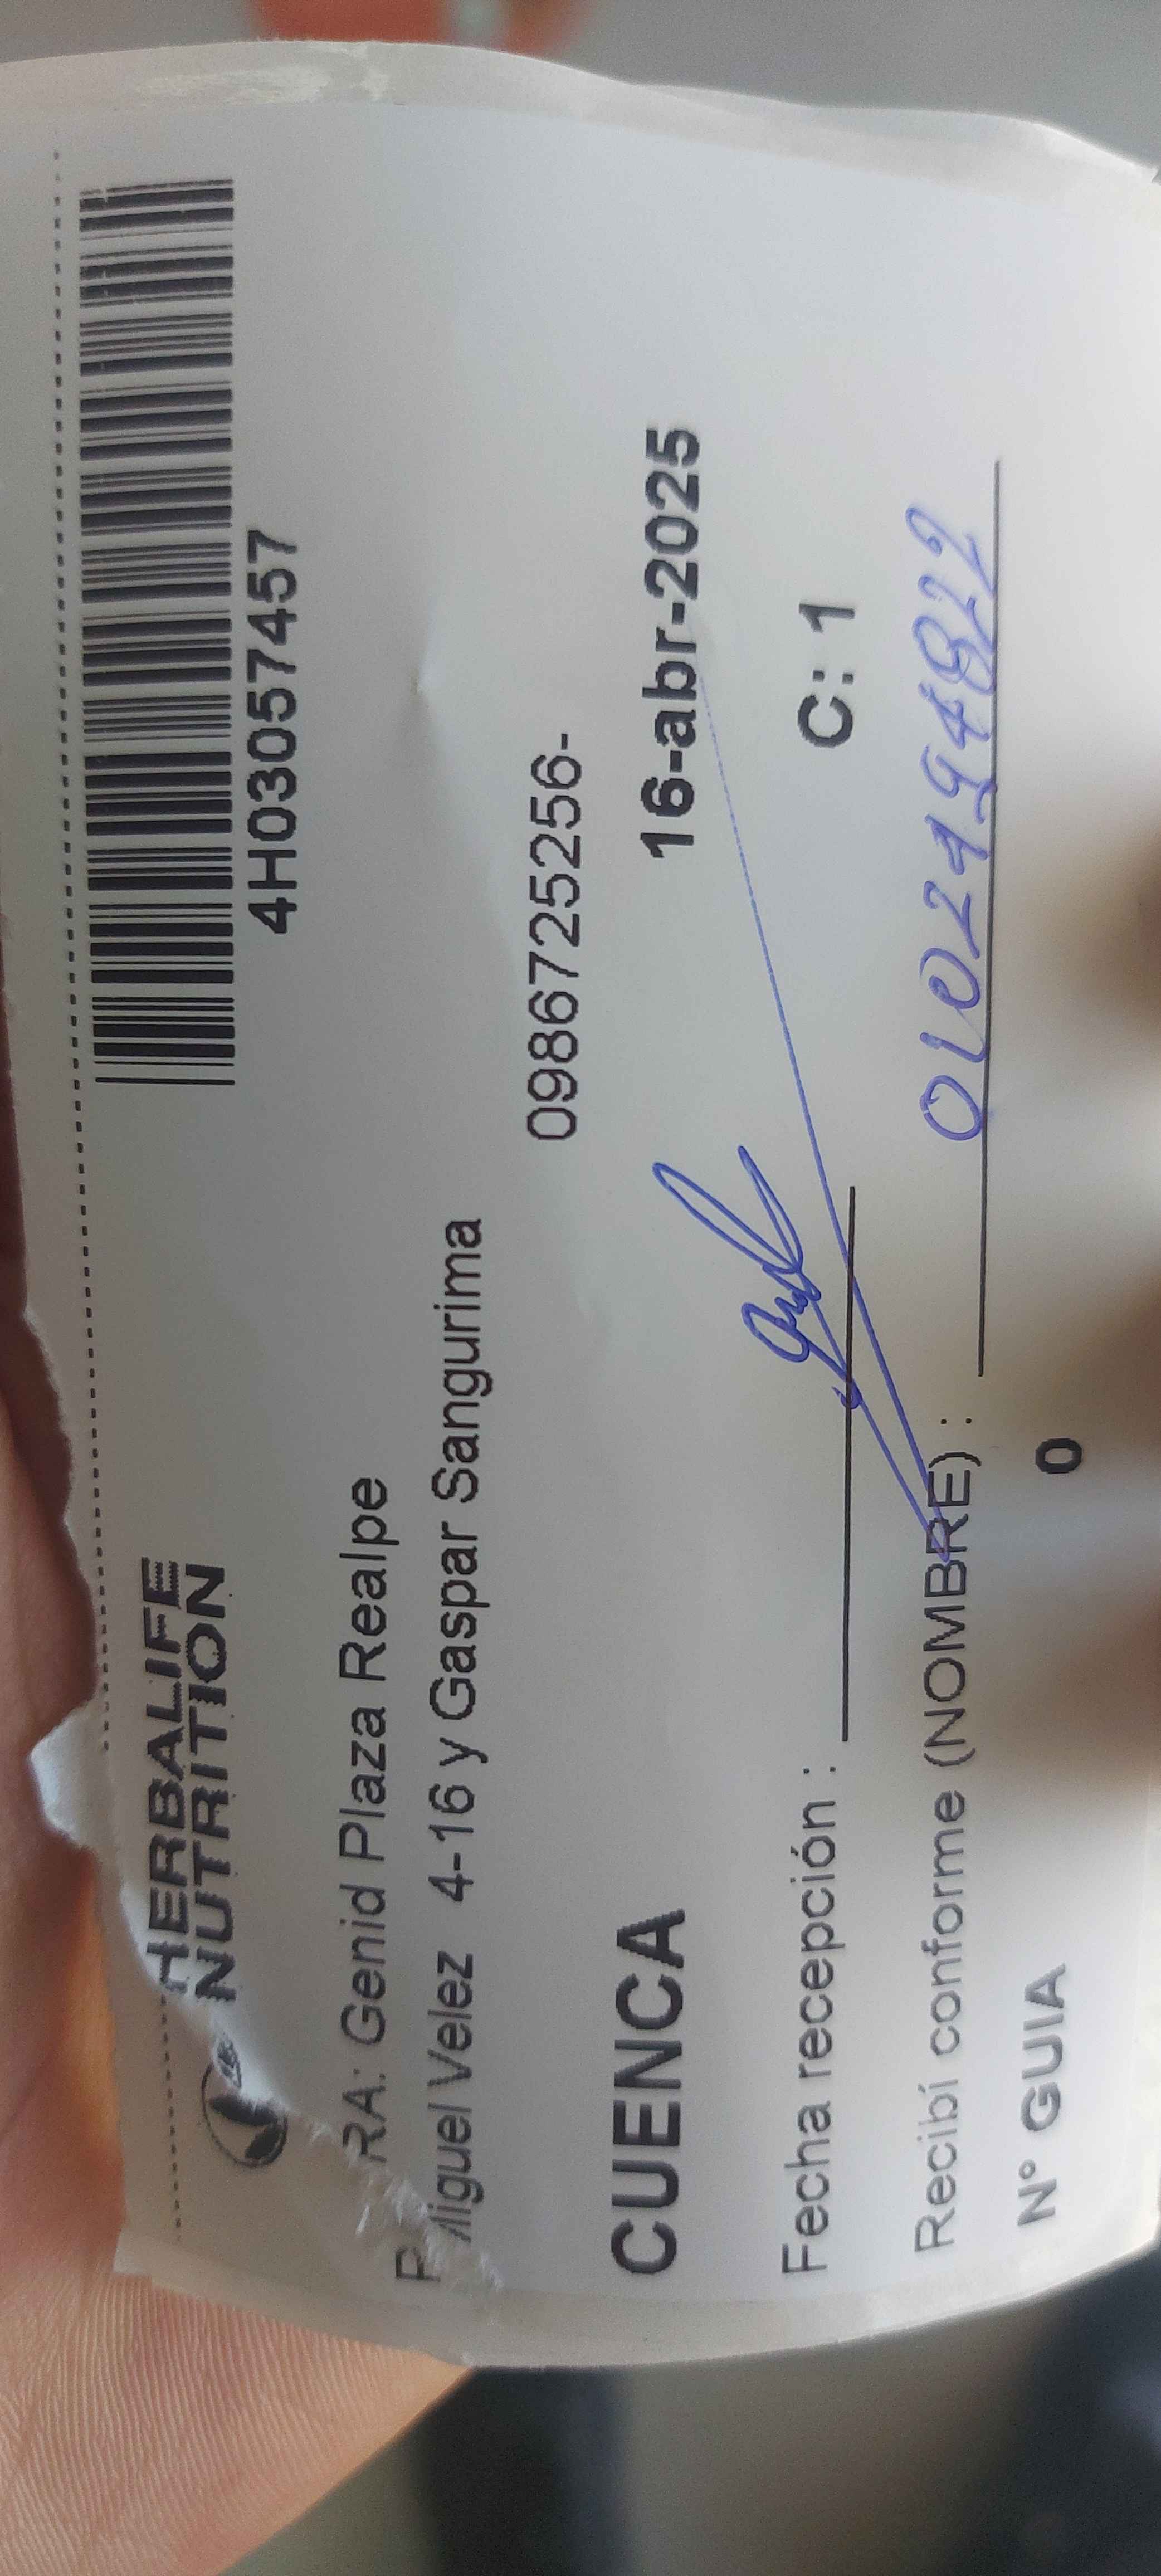 HERBALIFE
NUTRITION
4H03057457
RA: Genid Plaza Realpe
Miguel Velez 4-16 y Gaspar Sangurima
0986725256-
CUENCA 16-abr-2025
Fecha recepción : C: 1
Recibí conforme (NOMBRE) :
N° GUIA 0